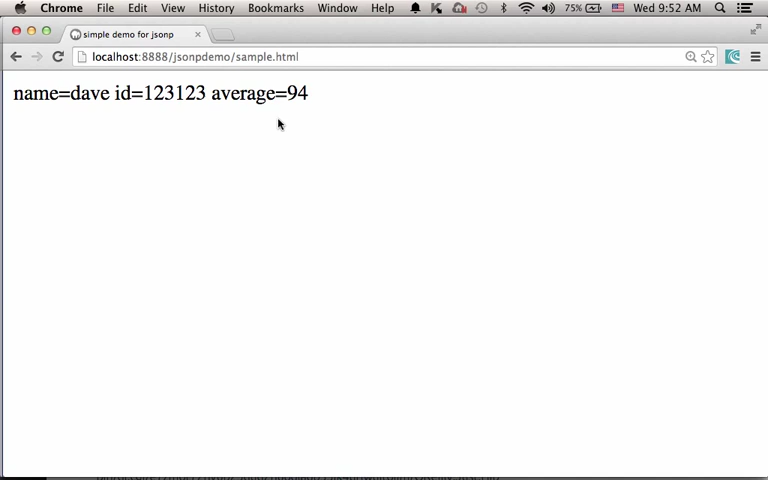 Chrome File Edit View History Bookmarks Window Help 75% Wed 9:52 AM
simple demo for jsonp
localhost:8888/jsonpdemo/sample.html
name=dave id=123123 average=94